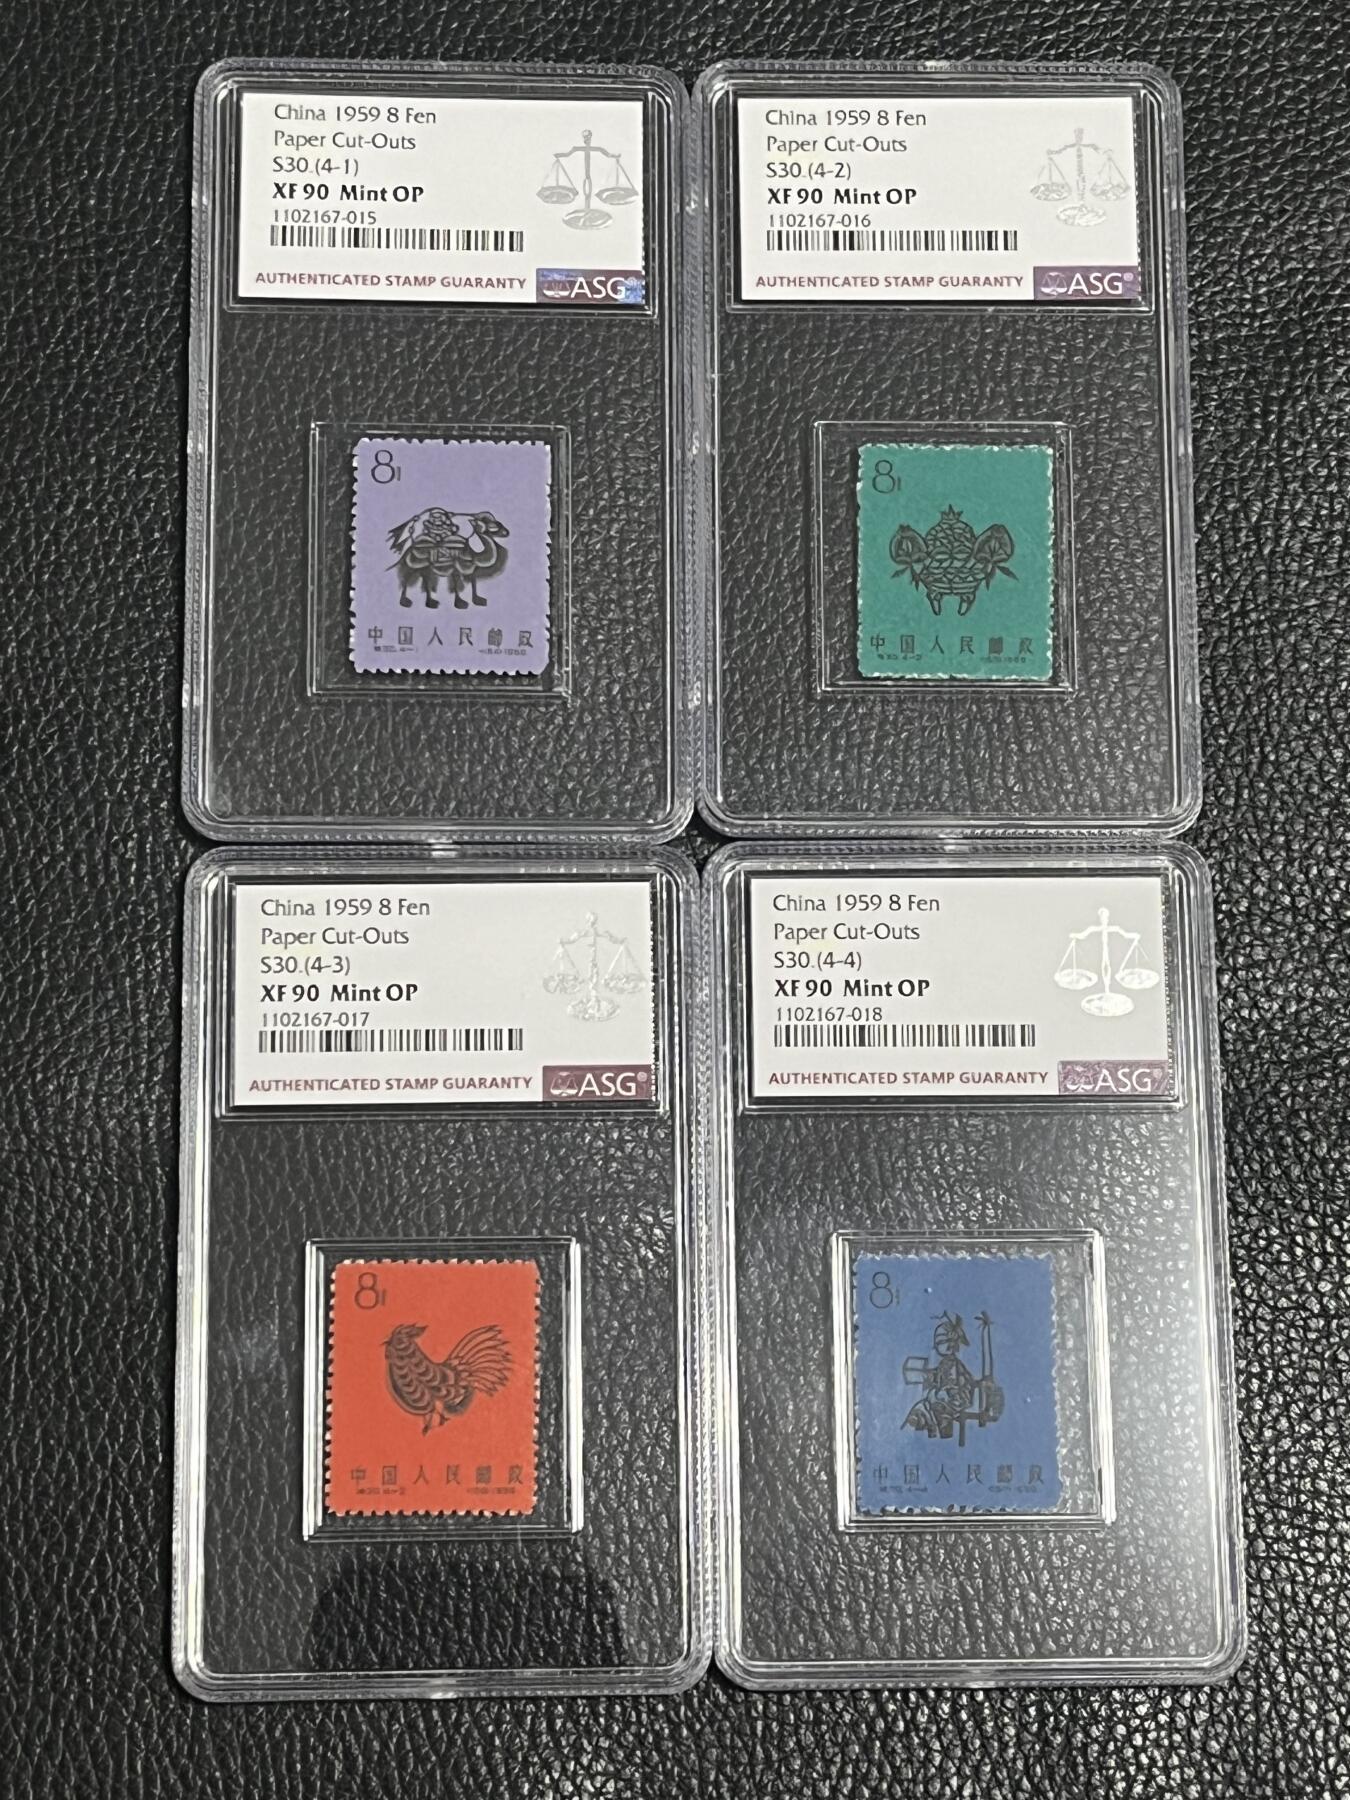 China 1959 8 Fen
Paper Cut-Outs
S30.(4-1)
XF 90 Mint OP
1102167-015
AUTHENTICATED STAMP GUARANTY ASG®
8
中国人民邮政
China 1959 8 Fen
Paper Cut-Outs
S30.(4-2)
XF 90 Mint OP
1102167-016
AUTHENTICATED STAMP GUARANTY ASG®
8
中国人民邮政
China 1959 8 Fen
Paper Cut-Outs
S30.(4-3)
XF 90 Mint OP
1102167-017
AUTHENTICATED STAMP GUARANTY ASG®
8
中国人民邮政
China 1959 8 Fen
Paper Cut-Outs
S30.(4-4)
XF 90 Mint OP
1102167-018
AUTHENTICATED STAMP GUARANTY ASG®
8
中国人民邮政